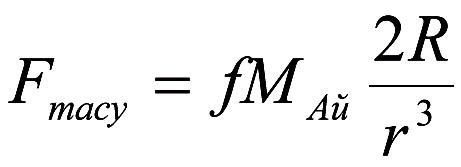 F_тасу = fM_Ай 2R/r³